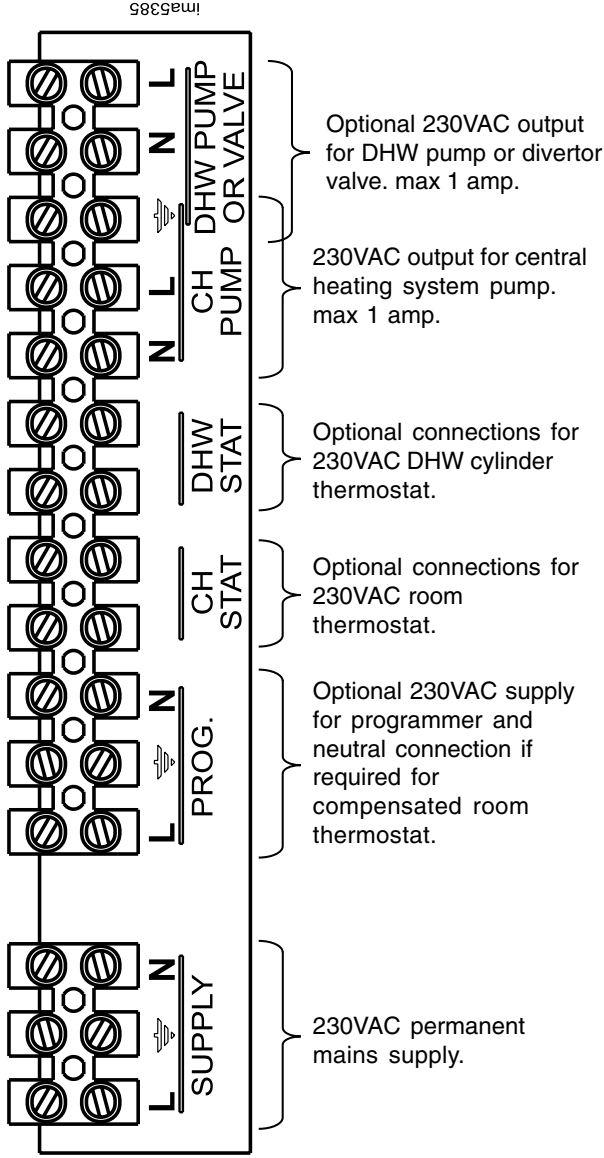 ima5385
L
N
DHW PUMP
OR VALVE
Optional 230VAC output
for DHW pump or divertor
valve. max 1 amp.
L
N
CH
PUMP
230VAC output for central
heating system pump.
max 1 amp.
DHW
STAT
Optional connections for
230VAC DHW cylinder
thermostat.
CH
STAT
Optional connections for
230VAC room
thermostat.
N
L
PROG.
Optional 230VAC supply
for programmer and
neutral connection if
required for
compensated room
thermostat.
N
L
SUPPLY
230VAC permanent
mains supply.